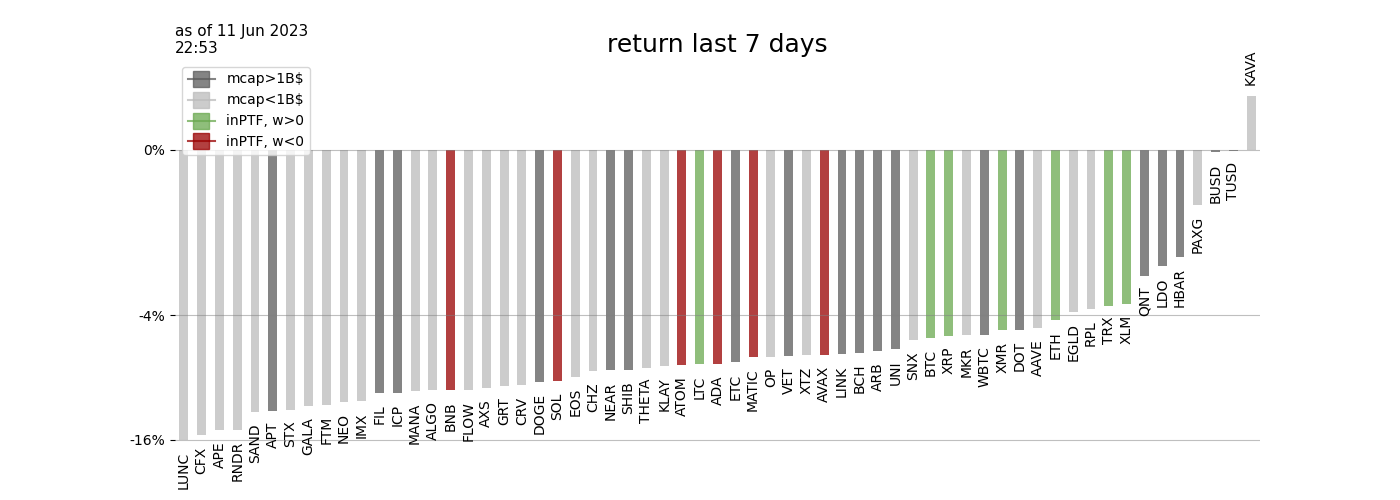 as of 11 Jun 2023
22:53
return last 7 days
mcap>1B$
mcap<1B$
inPTF, w>0
inPTF, w<0
0%
-4%
-16%
LUNC
CFX
APE
RNDR
SAND
APT
STX
GALA
FTM
NEO
IMX
FIL
ICP
MANA
ALGO
BNB
FLOW
AXS
GRT
CRV
DOGE
SOL
EOS
CHZ
NEAR
SHIB
THETA
KLAY
ATOM
LTC
ADA
ETC
MATIC
OP
VET
XTZ
AVAX
LINK
BCH
ARB
UNI
SNX
BTC
XRP
MKR
WBTC
XMR
DOT
AAVE
ETH
EGLD
RPL
TRX
XLM
QNT
LDO
HBAR
PAXG
BUSD
TUSD
KAVA